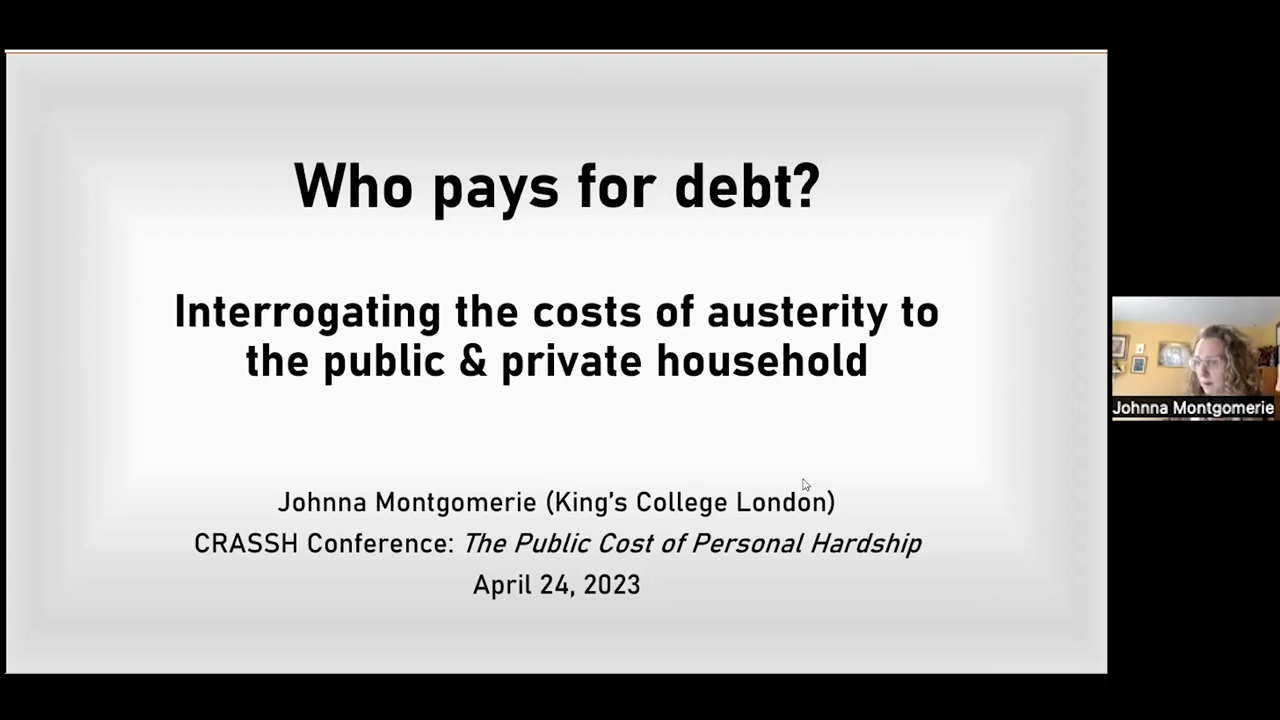 Who pays for debt?
Interrogating the costs of austerity to
the public & private household
Johnna Montgomerie (King's College London)
CRASSH Conference: The Public Cost of Personal Hardship
April 24, 2023
Johnna Montgomerie